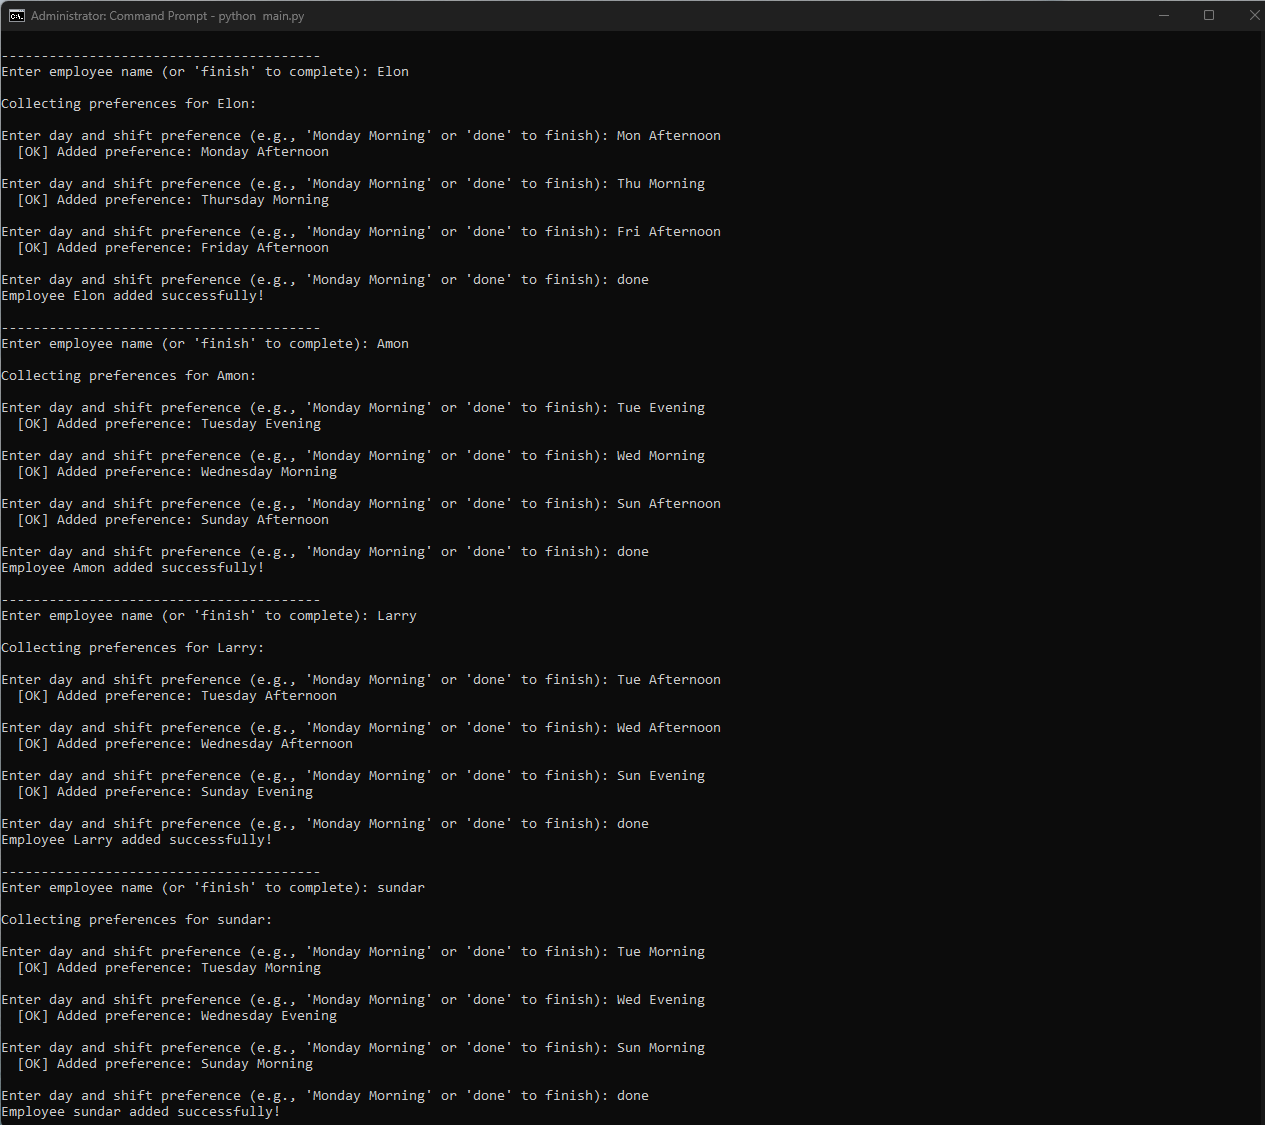 Administrator: Command Prompt - python  main.py
----------------------------------------
Enter employee name (or 'finish' to complete): Elon
Collecting preferences for Elon:
Enter day and shift preference (e.g., 'Monday Morning' or 'done' to finish): Mon Afternoon
  [OK] Added preference: Monday Afternoon
Enter day and shift preference (e.g., 'Monday Morning' or 'done' to finish): Thu Morning
  [OK] Added preference: Thursday Morning
Enter day and shift preference (e.g., 'Monday Morning' or 'done' to finish): Fri Afternoon
  [OK] Added preference: Friday Afternoon
Enter day and shift preference (e.g., 'Monday Morning' or 'done' to finish): done
Employee Elon added successfully!
----------------------------------------
Enter employee name (or 'finish' to complete): Amon
Collecting preferences for Amon:
Enter day and shift preference (e.g., 'Monday Morning' or 'done' to finish): Tue Evening
  [OK] Added preference: Tuesday Evening
Enter day and shift preference (e.g., 'Monday Morning' or 'done' to finish): Wed Morning
  [OK] Added preference: Wednesday Morning
Enter day and shift preference (e.g., 'Monday Morning' or 'done' to finish): Sun Afternoon
  [OK] Added preference: Sunday Afternoon
Enter day and shift preference (e.g., 'Monday Morning' or 'done' to finish): done
Employee Amon added successfully!
----------------------------------------
Enter employee name (or 'finish' to complete): Larry
Collecting preferences for Larry:
Enter day and shift preference (e.g., 'Monday Morning' or 'done' to finish): Tue Afternoon
  [OK] Added preference: Tuesday Afternoon
Enter day and shift preference (e.g., 'Monday Morning' or 'done' to finish): Wed Afternoon
  [OK] Added preference: Wednesday Afternoon
Enter day and shift preference (e.g., 'Monday Morning' or 'done' to finish): Sun Evening
  [OK] Added preference: Sunday Evening
Enter day and shift preference (e.g., 'Monday Morning' or 'done' to finish): done
Employee Larry added successfully!
----------------------------------------
Enter employee name (or 'finish' to complete): sundar
Collecting preferences for sundar:
Enter day and shift preference (e.g., 'Monday Morning' or 'done' to finish): Tue Morning
  [OK] Added preference: Tuesday Morning
Enter day and shift preference (e.g., 'Monday Morning' or 'done' to finish): Wed Evening
  [OK] Added preference: Wednesday Evening
Enter day and shift preference (e.g., 'Monday Morning' or 'done' to finish): Sun Morning
  [OK] Added preference: Sunday Morning
Enter day and shift preference (e.g., 'Monday Morning' or 'done' to finish): done
Employee sundar added successfully!